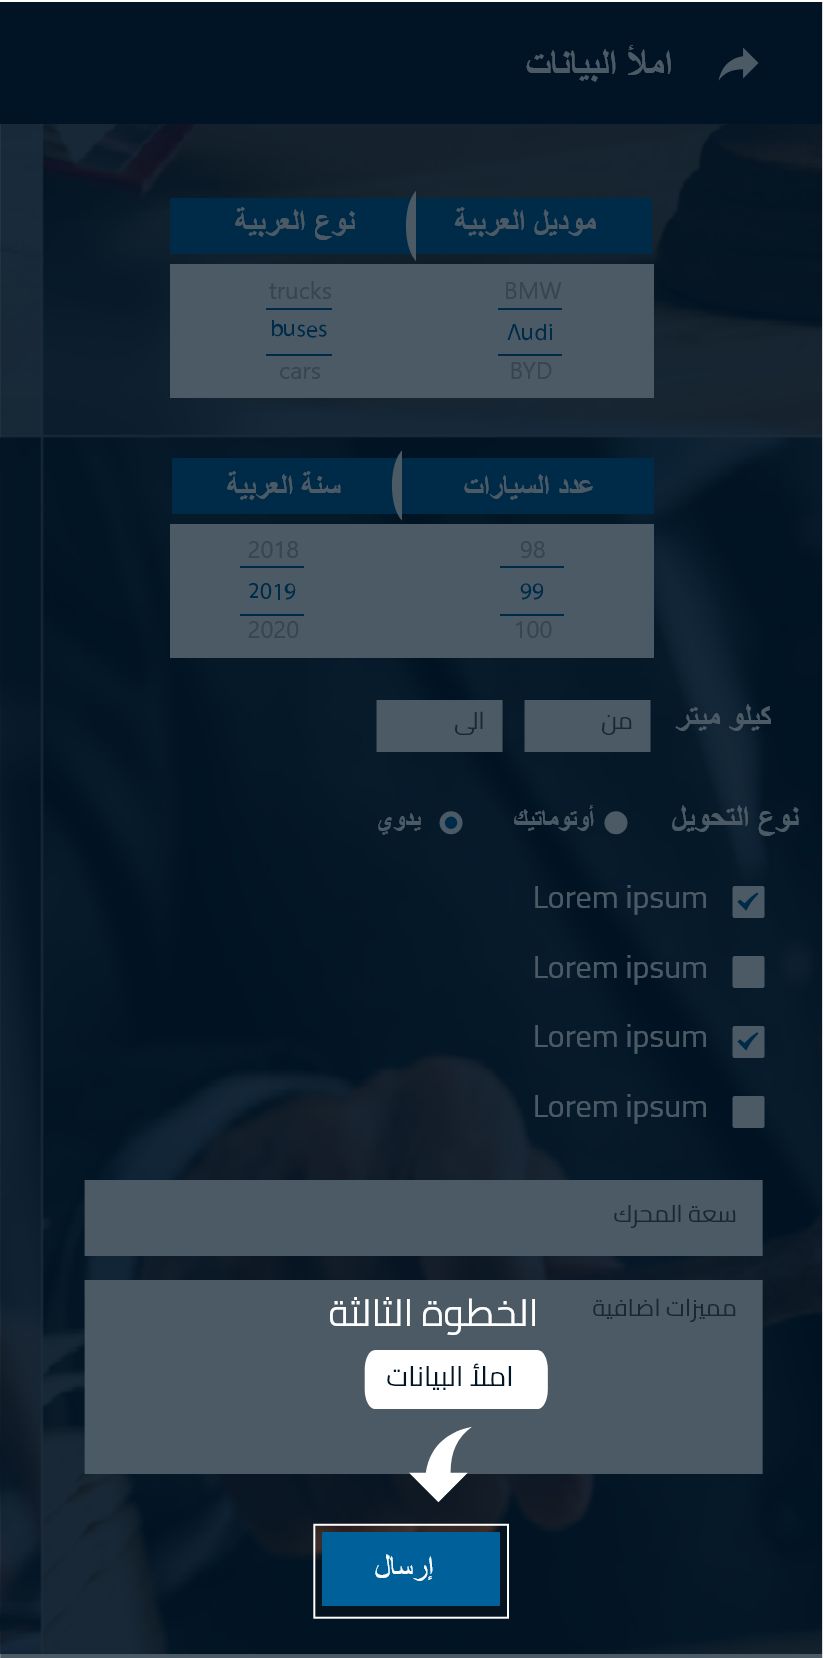 املأ البيانات
موديل العربية نوع العربية
BMW trucks
Audi buses
BYD cars
عدد السيارات سنة العربية
98 2018
99 2019
100 2020
كيلو ميتر من الى
نوع التحويل أوتوماتيك يدوي
Lorem ipsum
Lorem ipsum
Lorem ipsum
Lorem ipsum
سعة المحرك
مميزات اضافية
الخطوة الثالثة
املأ البيانات
إرسال